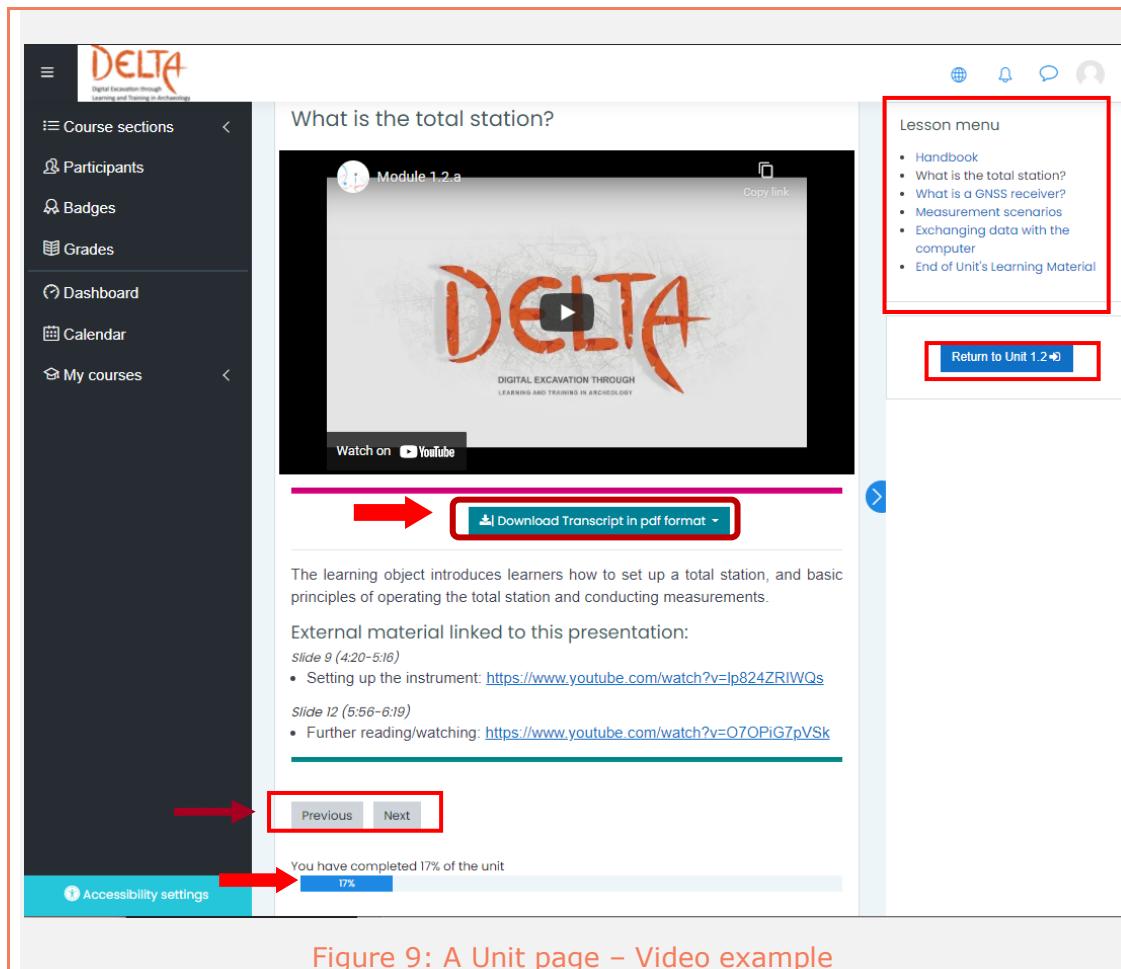 DELTA
Digital Excavation through
Learning and Training in Archaeology
Course sections
Participants
Badges
Grades
Dashboard
Calendar
My courses
Accessibility settings
What is the total station?
Module 1.2.a
Copy link
DELTA
DIGITAL EXCAVATION THROUGH
LEARNING AND TRAINING IN ARCHEOLOGY
Watch on YouTube
Download Transcript in pdf format
The learning object introduces learners how to set up a total station, and basic
principles of operating the total station and conducting measurements.
External material linked to this presentation:
Slide 9 (4:20-5:16)
• Setting up the instrument: https://www.youtube.com/watch?v=Ip824ZRIWQs
Slide 12 (5:56-6:19)
• Further reading/watching: https://www.youtube.com/watch?v=O7OPiG7pVSk
Previous Next
You have completed 17% of the unit
17%
Lesson menu
• Handbook
• What is the total station?
• What is a GNSS receiver?
• Measurement scenarios
• Exchanging data with the
computer
• End of Unit's Learning Material
Return to Unit 1.2
Figure 9: A Unit page – Video example